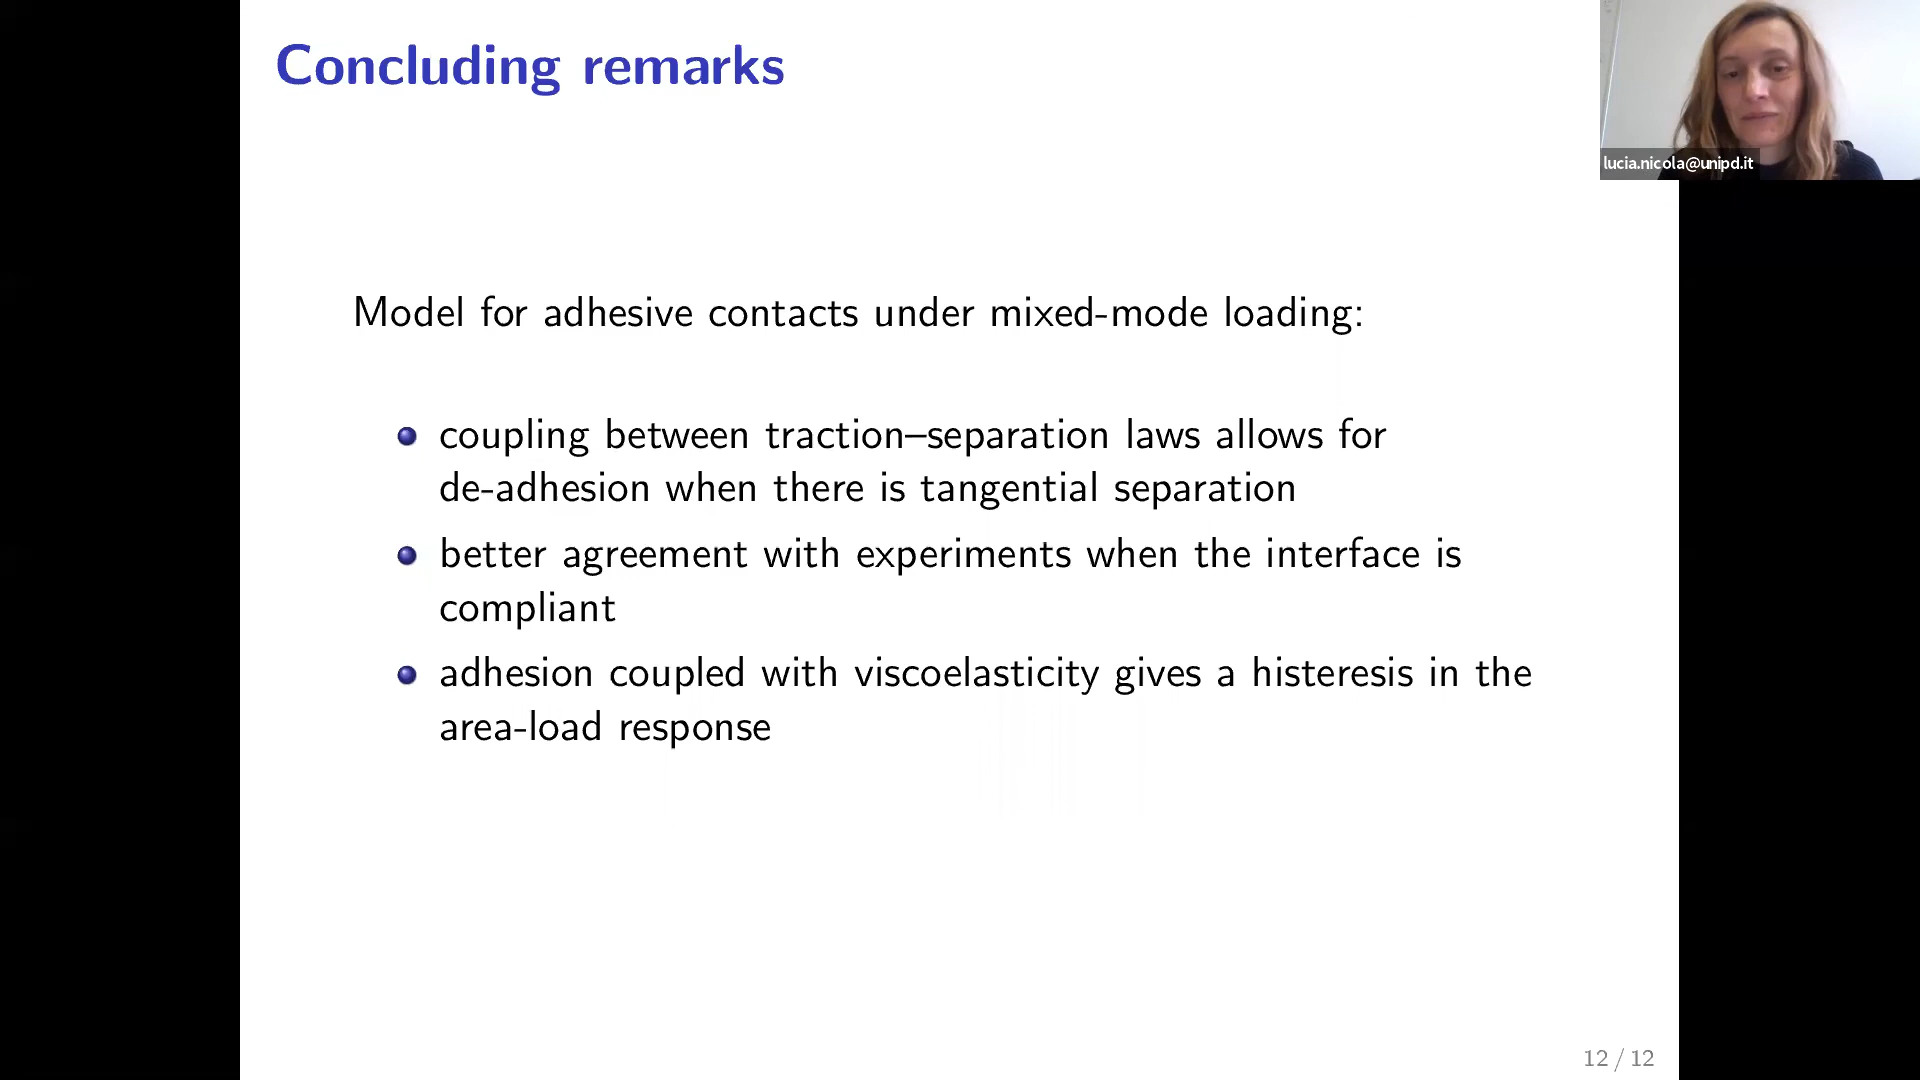 Concluding remarks
lucia.nicola@unipd.it
Model for adhesive contacts under mixed-mode loading:
coupling between traction–separation laws allows for
de-adhesion when there is tangential separation
better agreement with experiments when the interface is
compliant
adhesion coupled with viscoelasticity gives a histeresis in the
area-load response
12 / 12